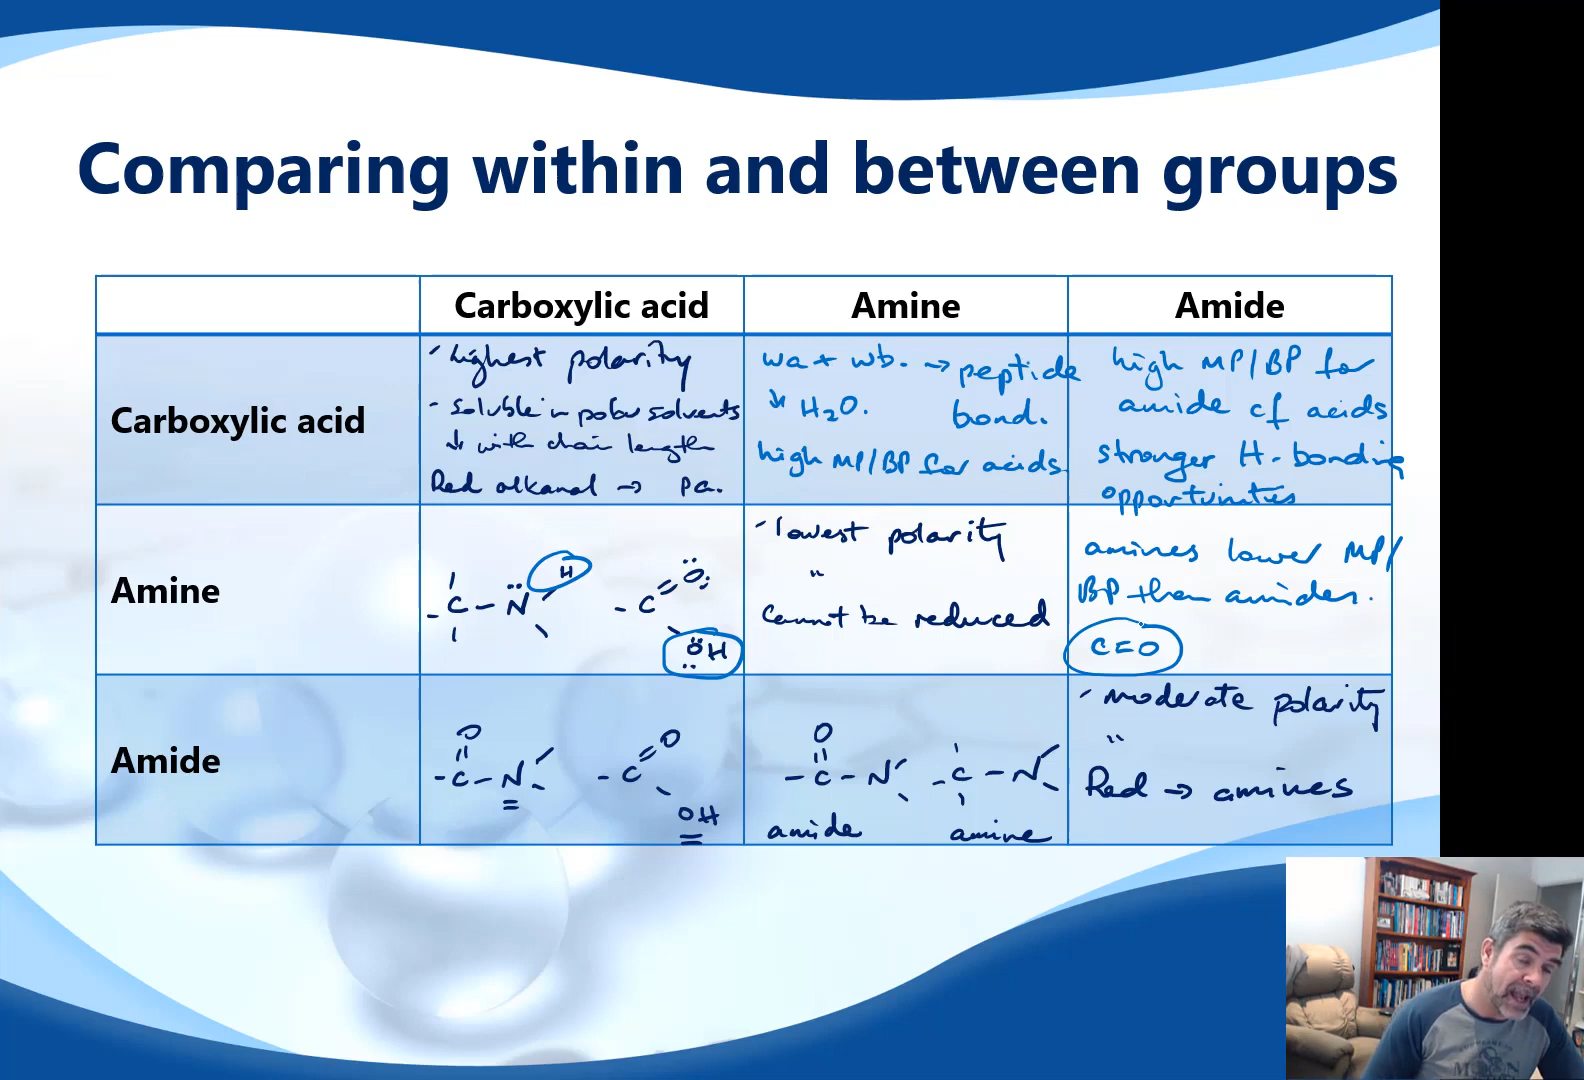 Comparing within and between groups
Carboxylic acid
Amine
Amide
Carboxylic acid
- highest polarity
- soluble in polar solvents
↓ with chain length
Red alkanal → pa.
wa + wb. → peptide bond.
↓ H2O.
high MP/BP for acids
high MP/BP for
amide cf acids
stronger H-bonding
opportunities
Amine
- C - N H
- C = O
OH
- lowest polarity
"
Cannot be reduced
amines lower MP/
BP than amides.
C=O
Amide
O
- C - N
- C = O
OH
O
- C - N
- C - N
amide
amine
- moderate polarity
"
Red → amines